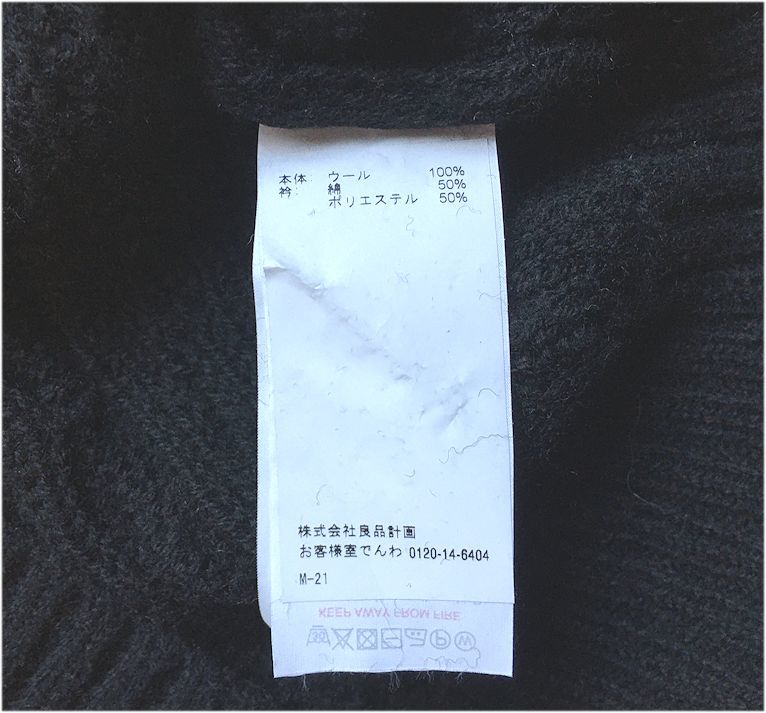 本体: ウール 100%
衿: 綿 50%
ポリエステル 50%
株式会社良品計画
お客様室でんわ 0120-14-6404
M-21
KEEP AWAY FROM FIRE